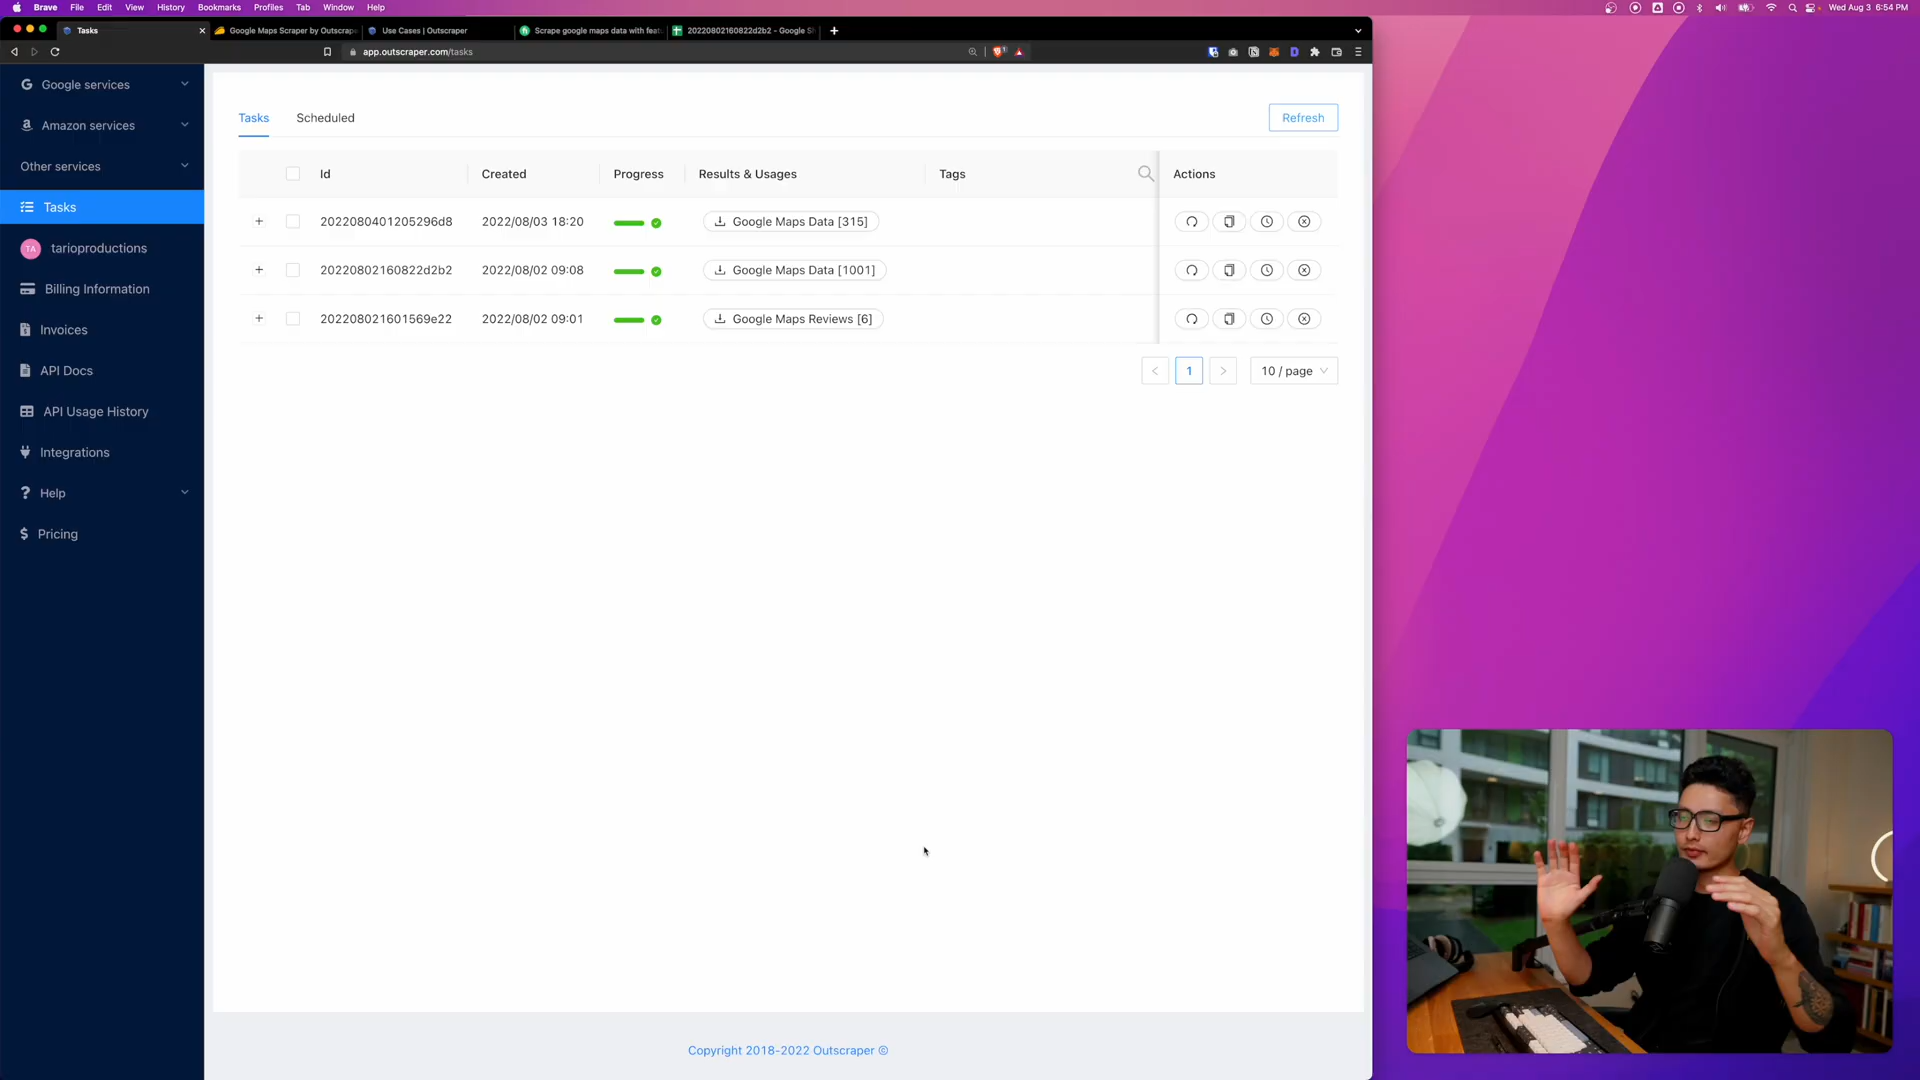 Brave File Edit View History Bookmarks Profiles Tab Window Help
Wed Aug 3 6:54 PM
Tasks
Google Maps Scraper by Outscrap
Use Cases | Outscraper
Scrape google maps data with feat
20220802160822d2b2 - Google Sh
app.outscraper.com/tasks
Google services
Amazon services
Other services
Tasks
TA tarioproductions
Billing Information
Invoices
API Docs
API Usage History
Integrations
Help
Pricing
Tasks Scheduled Refresh
Id Created Progress Results & Usages Tags Actions
2022080401205296d8 2022/08/03 18:20 Google Maps Data [315]
20220802160822d2b2 2022/08/02 09:08 Google Maps Data [1001]
202208021601569e22 2022/08/02 09:01 Google Maps Reviews [6]
< 1 > 10 / page
Copyright 2018-2022 Outscraper ©